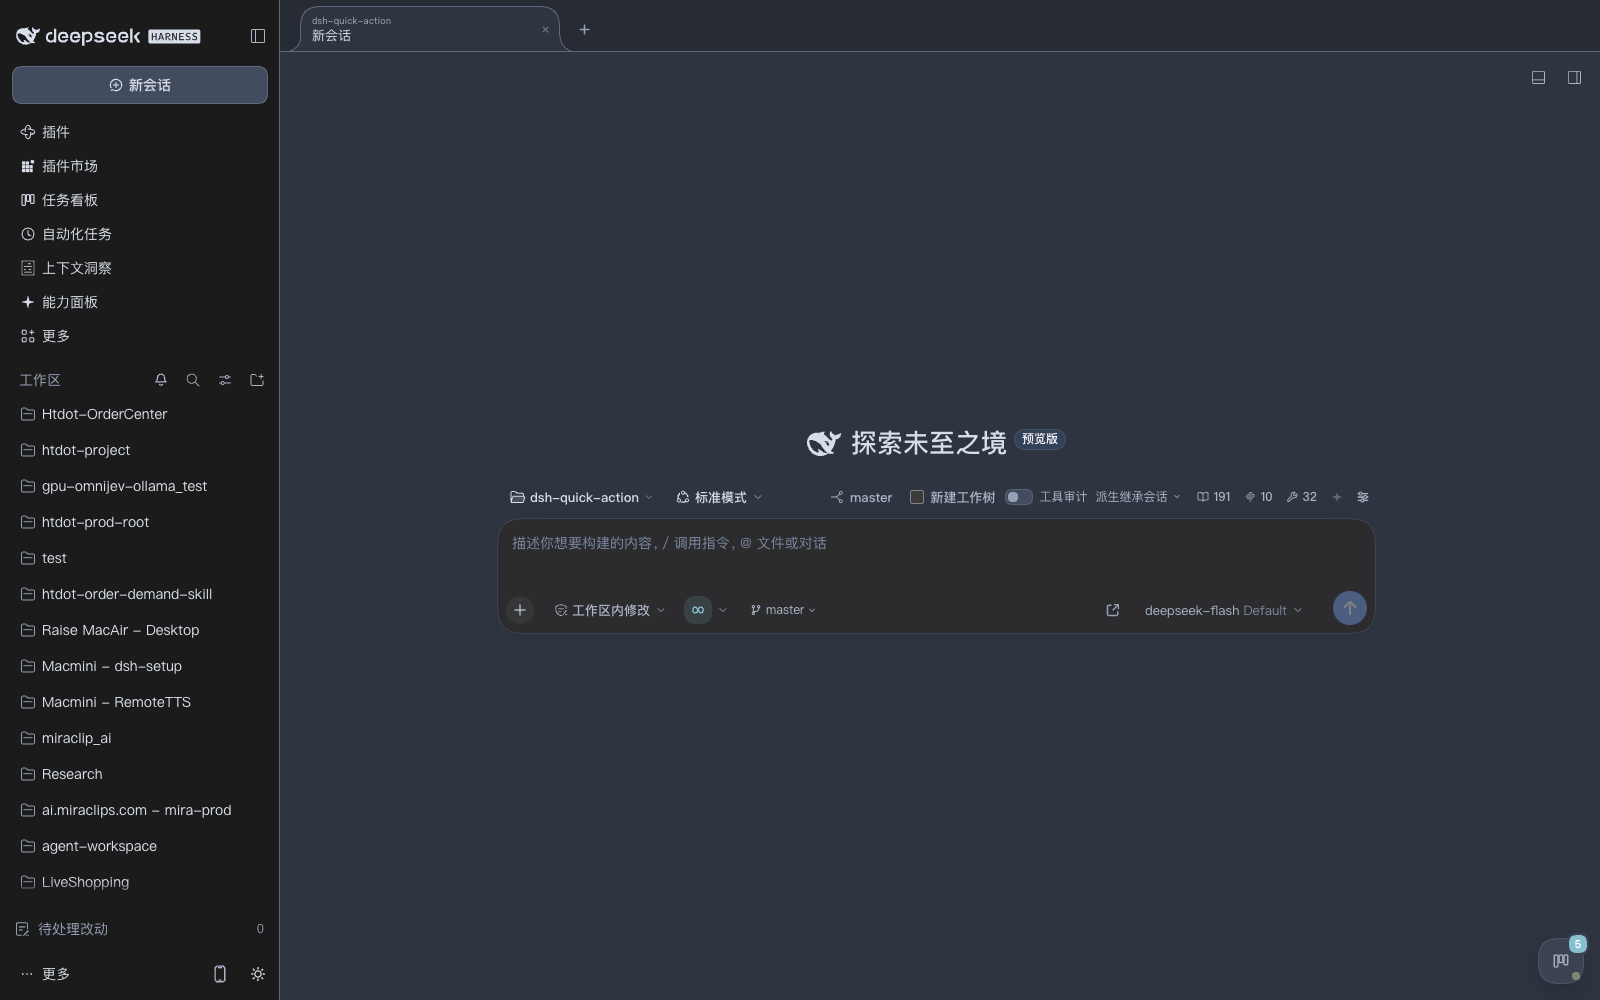 deepseek HARNESS
新会话
插件
插件市场
任务看板
自动化任务
上下文洞察
能力面板
更多
工作区
Htdot-OrderCenter
htdot-project
gpu-omnijev-ollama_test
htdot-prod-root
test
htdot-order-demand-skill
Raise MacAir - Desktop
Macmini - dsh-setup
Macmini - RemoteTTS
miraclip_ai
Research
ai.miraclips.com - mira-prod
agent-workspace
LiveShopping
待处理改动 0
更多
dsh-quick-action
新会话
探索未至之境 预览版
dsh-quick-action 标准模式 master 新建工作树 工具审计 派生继承会话 191 10 32
描述你想要构建的内容, / 调用指令, @ 文件或对话
工作区内修改 master deepseek-flash Default
5